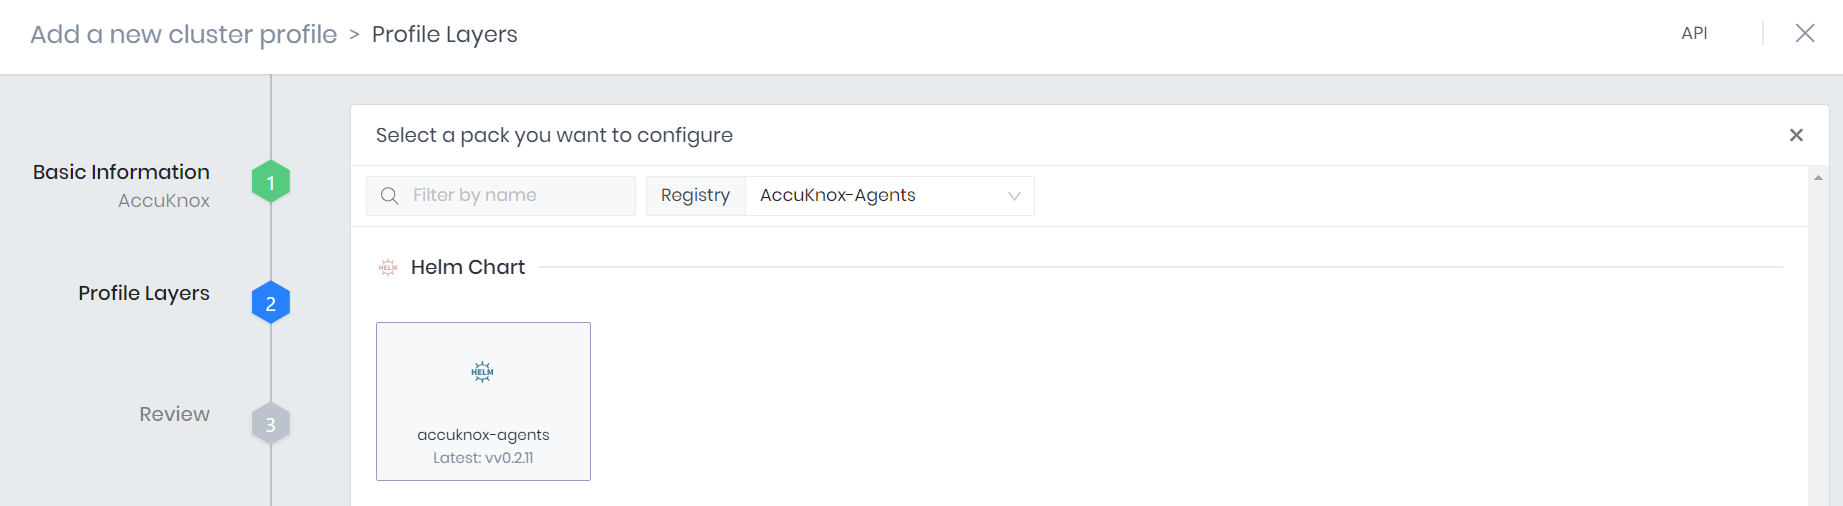 Add a new cluster profile > Profile Layers
API
Basic Information
AccuKnox
1
Profile Layers
2
Review
3
Select a pack you want to configure
Filter by name
Registry
AccuKnox-Agents
HELM
Helm Chart
HELM
accuknox-agents
Latest: vv0.2.11